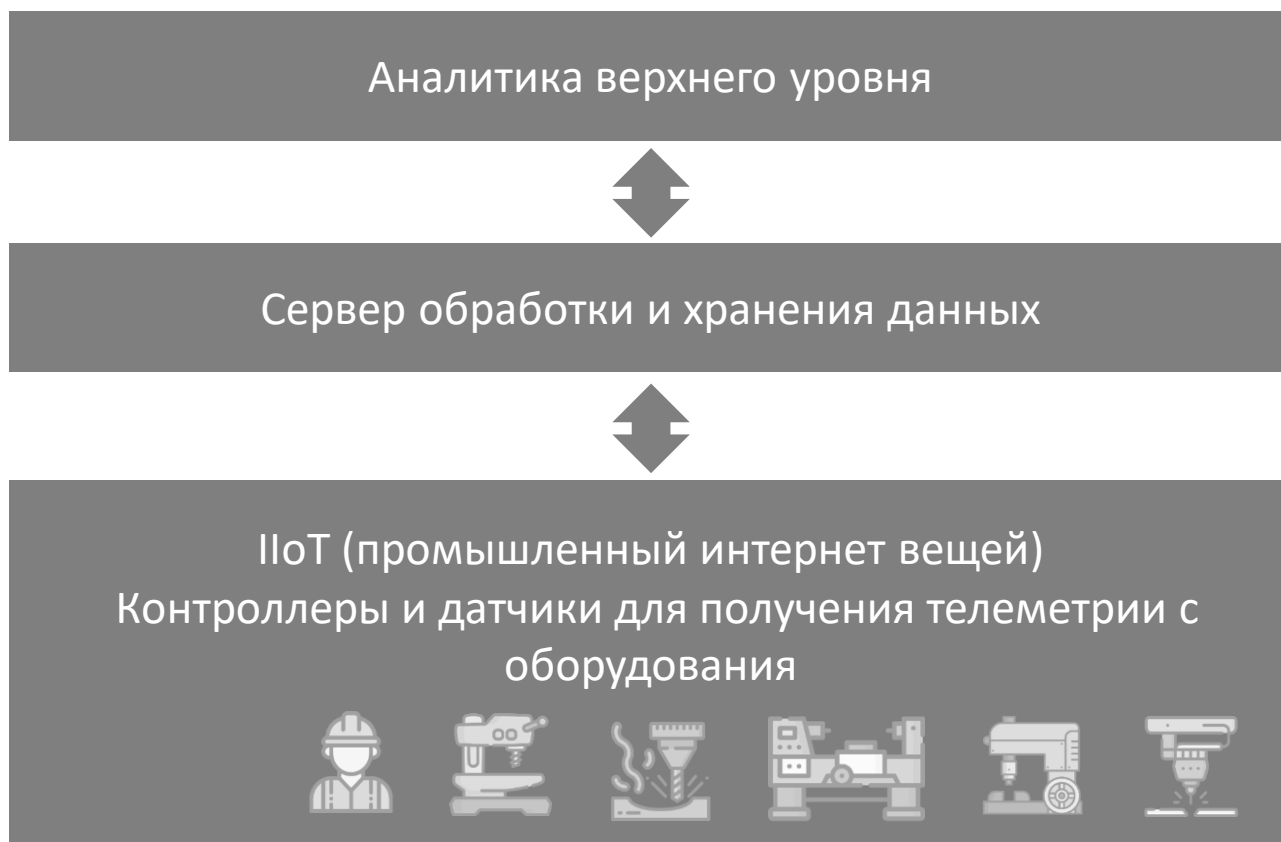 Аналитика верхнего уровня
Сервер обработки и хранения данных
IIoT (промышленный интернет вещей)
Контроллеры и датчики для получения телеметрии с
оборудования